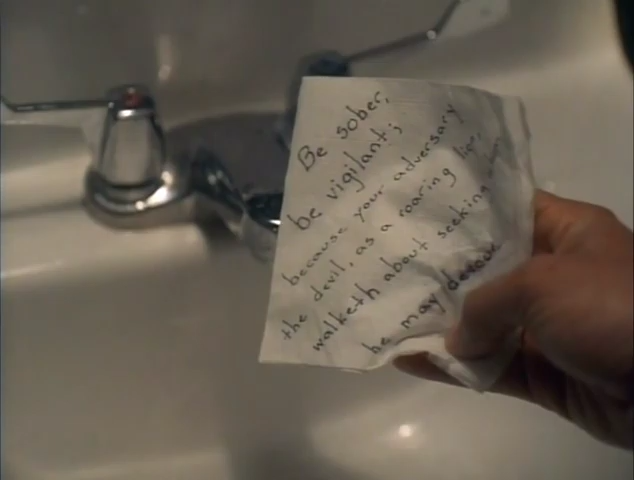 Be sober,
be vigilant;
because your adversary
the devil, as a roaring lion,
walketh about seeking
he may devour